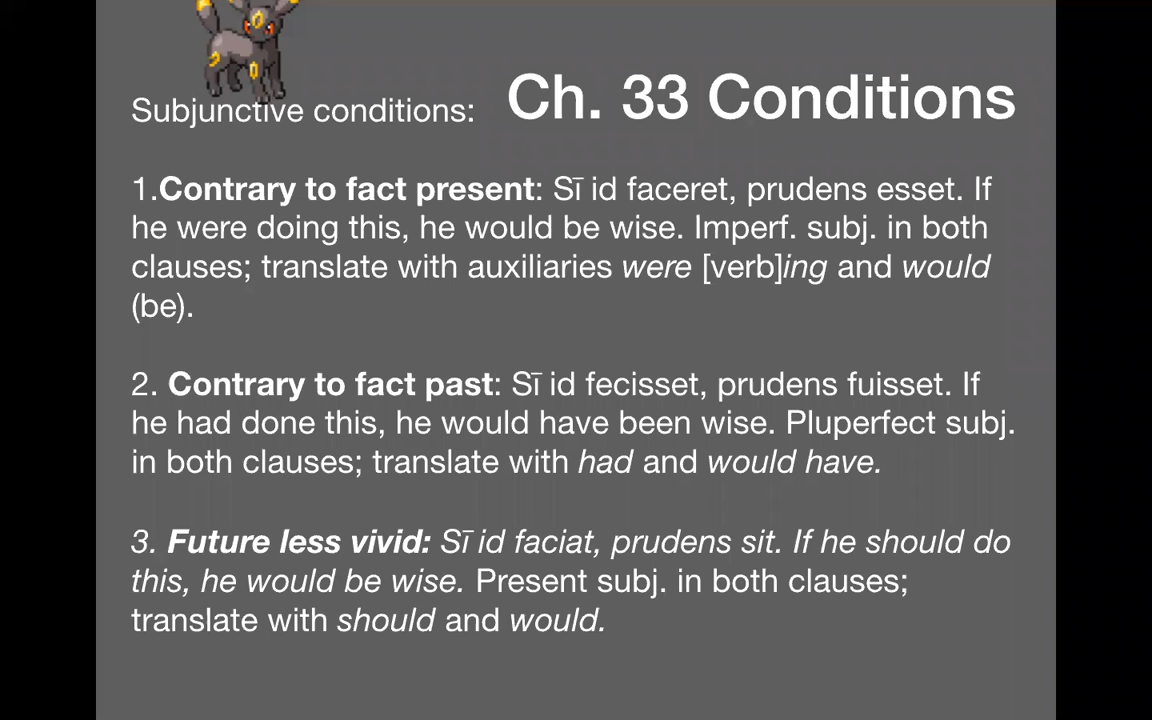 Ch. 33 Conditions
Subjunctive conditions:
1.Contrary to fact present: Sī id faceret, prudens esset. If
he were doing this, he would be wise. Imperf. subj. in both
clauses; translate with auxiliaries were [verb]ing and would
(be).
2. Contrary to fact past: Sī id fecisset, prudens fuisset. If
he had done this, he would have been wise. Pluperfect subj.
in both clauses; translate with had and would have.
3. Future less vivid: Sī id faciat, prudens sit. If he should do
this, he would be wise. Present subj. in both clauses;
translate with should and would.